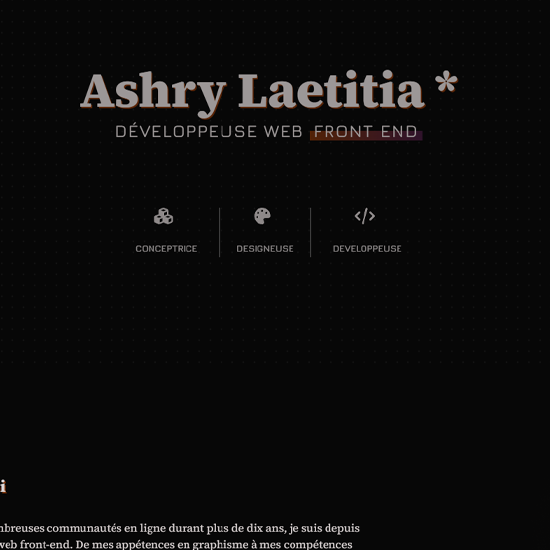 Ashry Laetitia *
DÉVELOPPEUSE WEB FRONT END
CONCEPTRICE DESIGNEUSE DEVELOPPEUSE
i
mbreuses communautés en ligne durant plus de dix ans, je suis depuis
web front-end. De mes appétences en graphisme à mes compétences